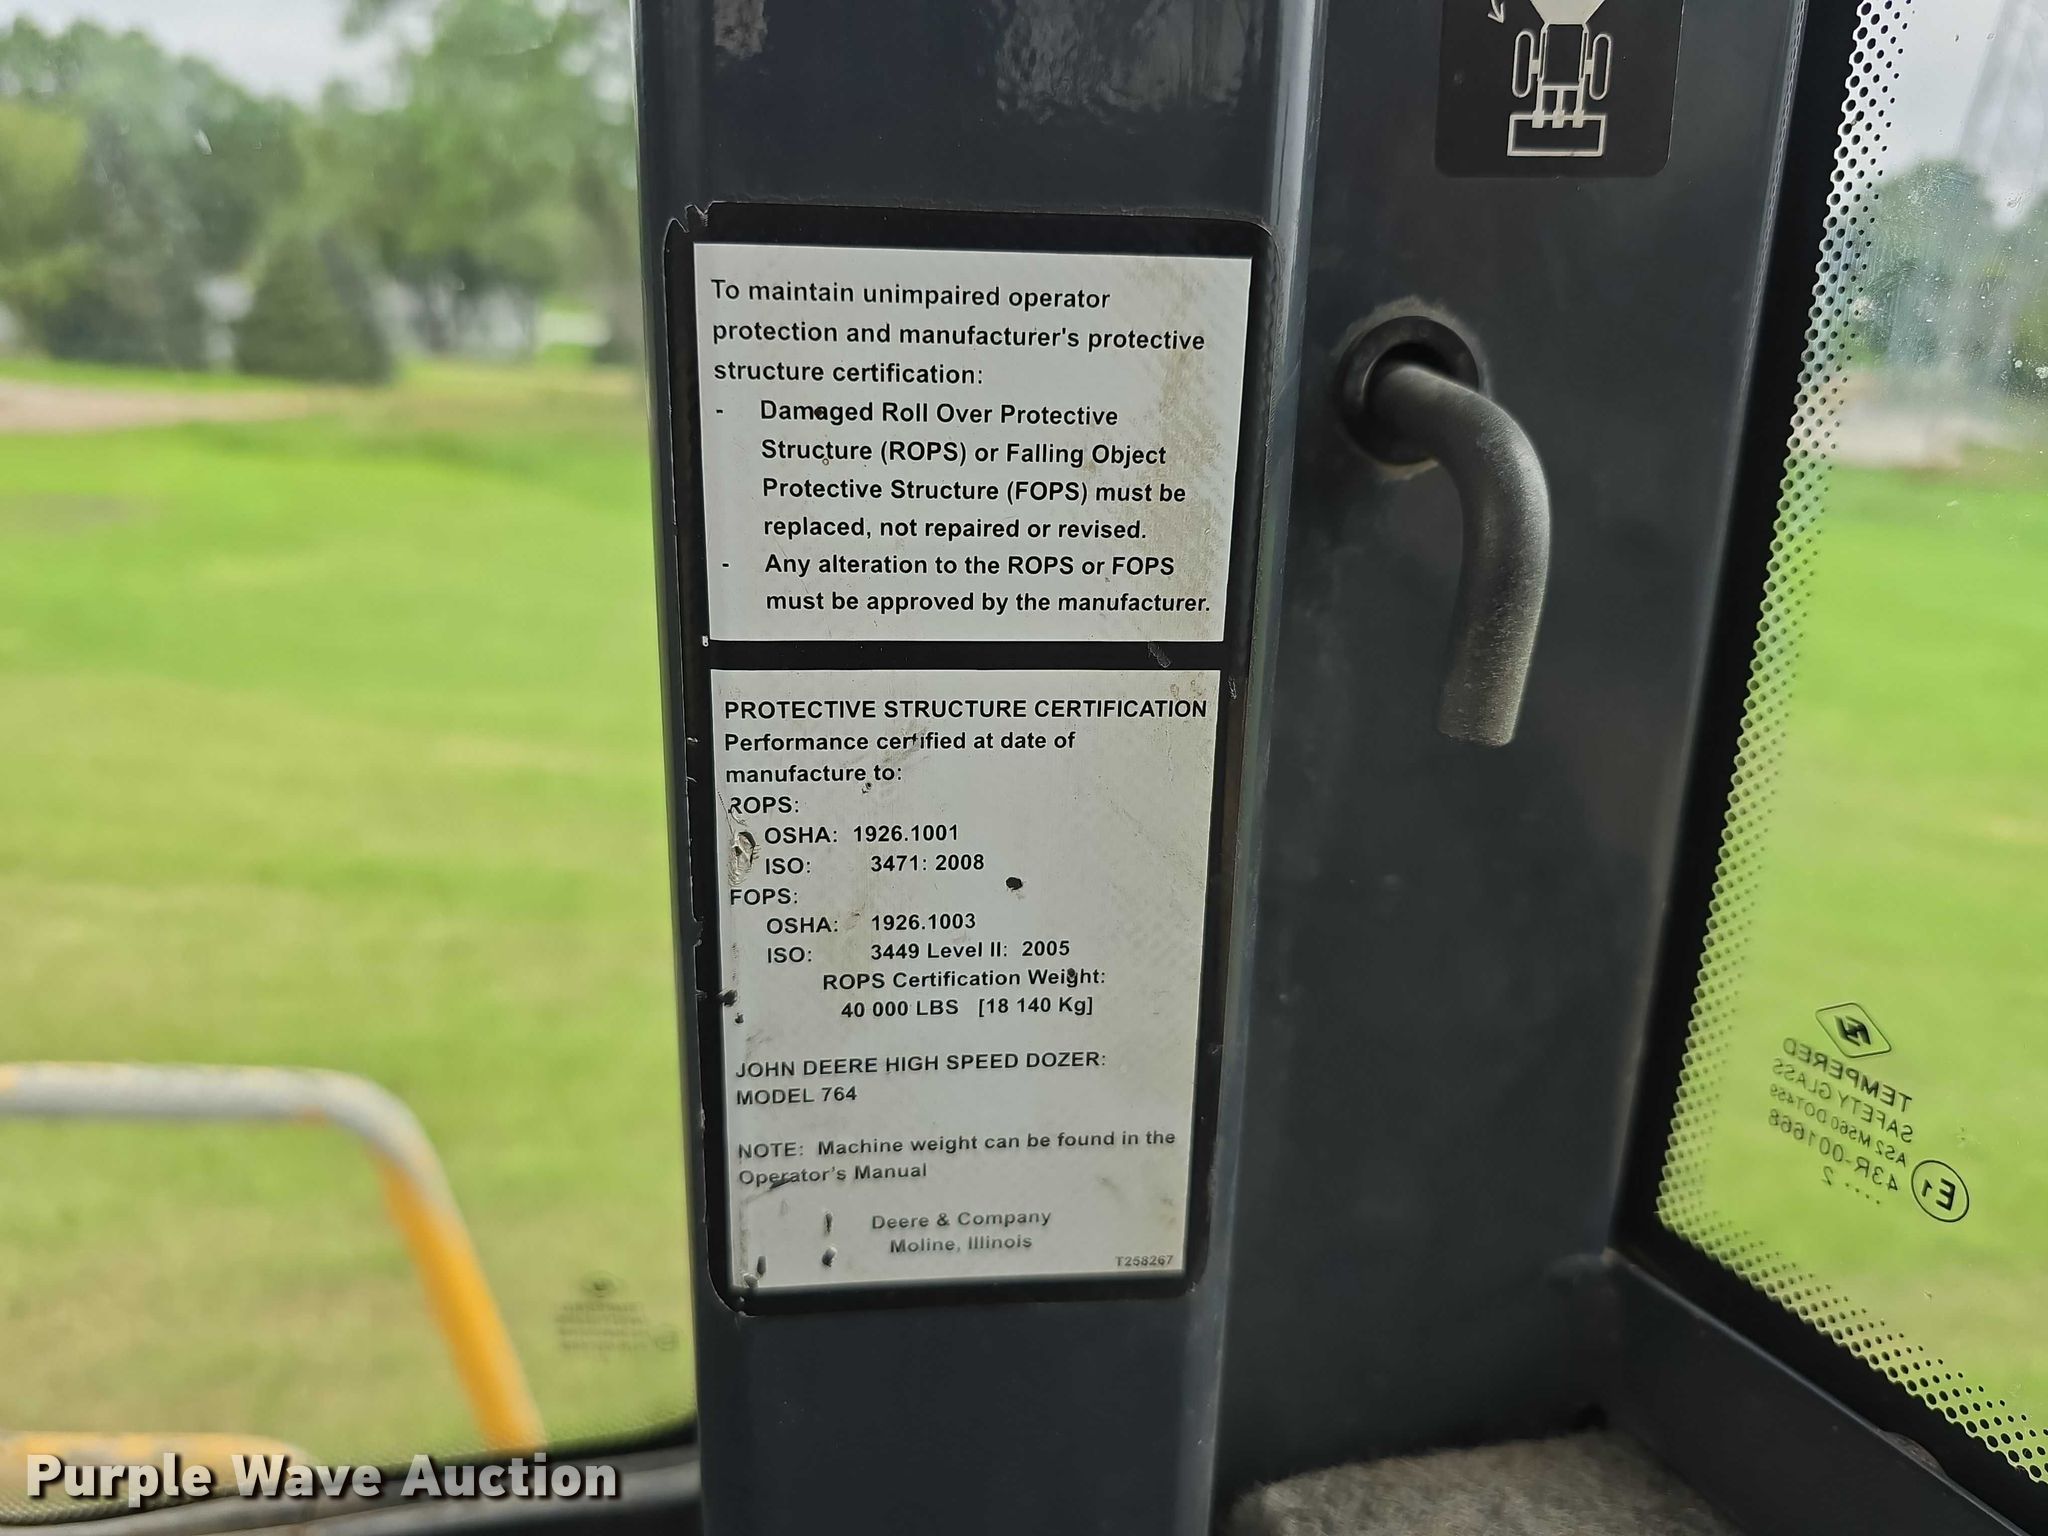 To maintain unimpaired operator
protection and manufacturer's protective
structure certification:
- Damaged Roll Over Protective
Structure (ROPS) or Falling Object
Protective Structure (FOPS) must be
replaced, not repaired or revised.
- Any alteration to the ROPS or FOPS
must be approved by the manufacturer.
PROTECTIVE STRUCTURE CERTIFICATION
Performance certified at date of
manufacture to:
ROPS:
OSHA: 1926.1001
ISO: 3471: 2008
FOPS:
OSHA: 1926.1003
ISO: 3449 Level II: 2005
ROPS Certification Weight:
40 000 LBS [18 140 Kg]
JOHN DEERE HIGH SPEED DOZER:
MODEL 764
NOTE: Machine weight can be found in the
Operator's Manual
Deere & Company
Moline, Illinois
T258267
TEMPERED
SAFETY GLASS
AS2 M560 DOT459
43R-001668
E1
2
Purple Wave Auction